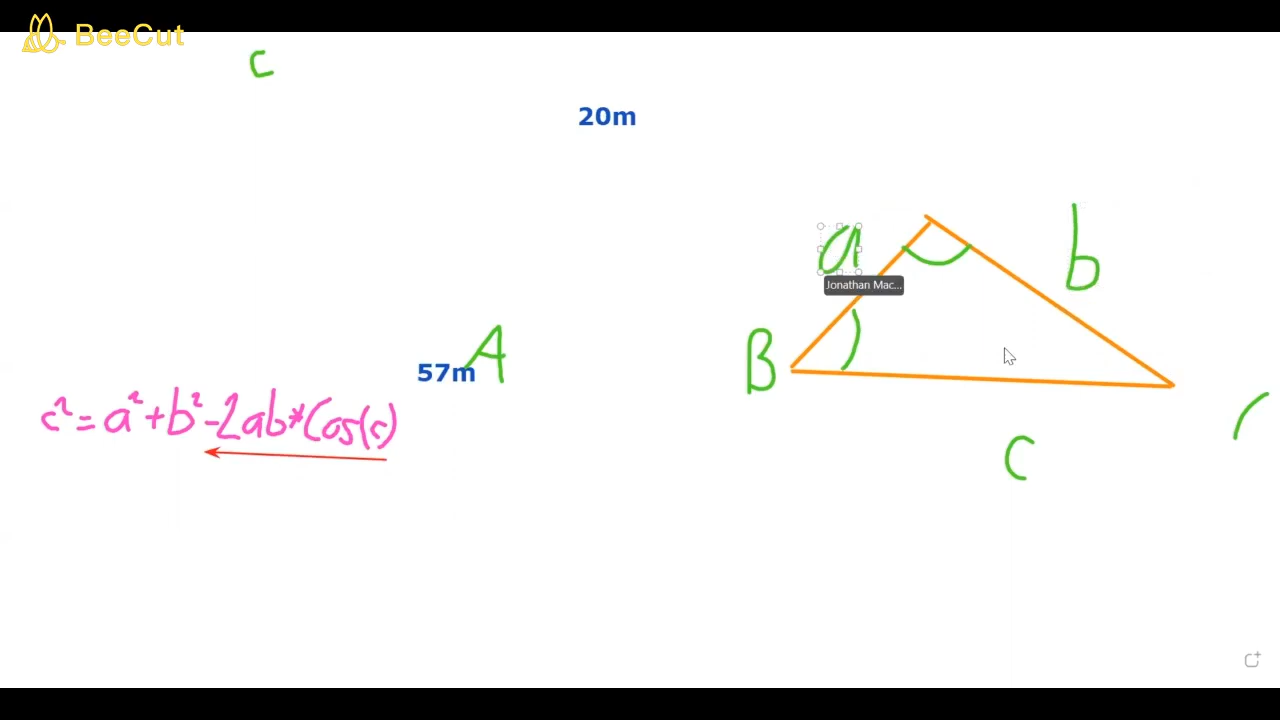 BeeCut
c
20m
a
b
Jonathan Mac...
B
A
57m
c²=a²+b²-2ab*Cos(c)
C
C